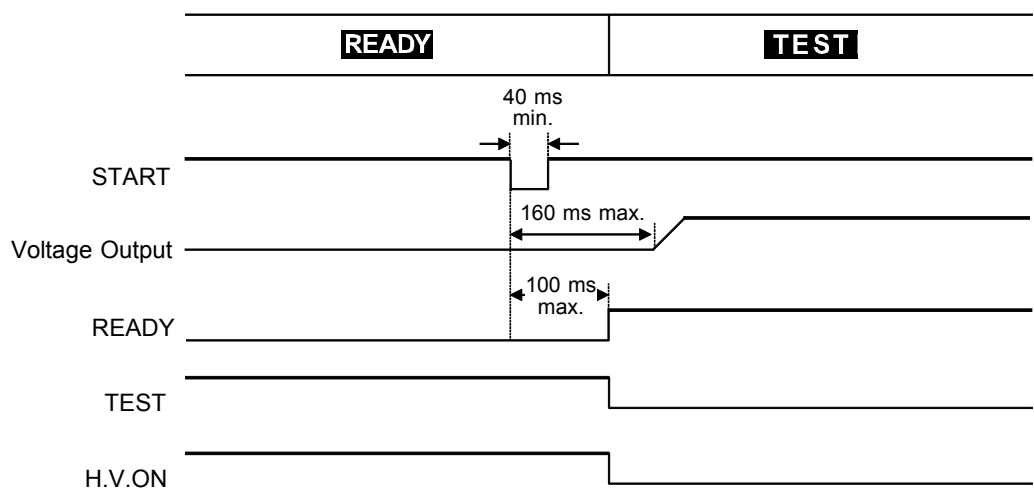 READY
TEST
40 ms
min.
START
160 ms max.
Voltage Output
100 ms
max.
READY
TEST
H.V.ON